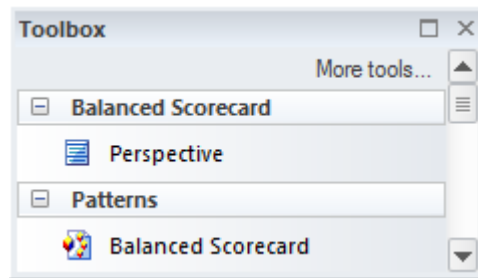 Toolbox
More tools...
Balanced Scorecard
Perspective
Patterns
Balanced Scorecard